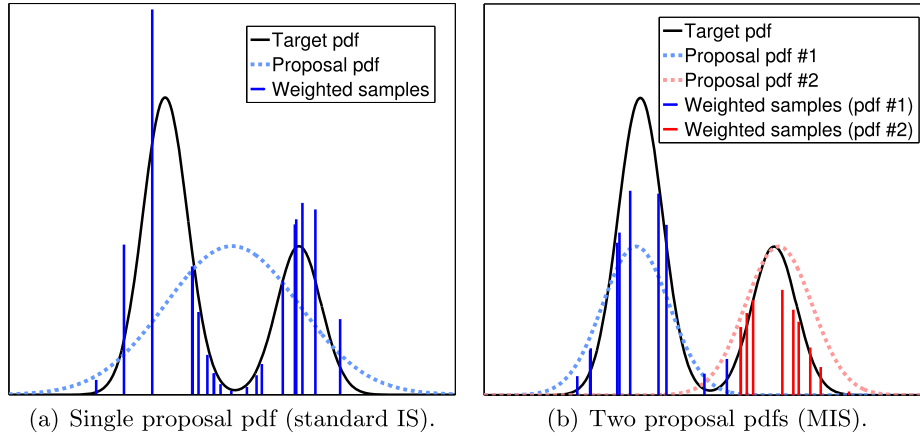 Target pdf
Proposal pdf
Weighted samples
Target pdf
Proposal pdf #1
Proposal pdf #2
Weighted samples (pdf #1)
Weighted samples (pdf #2)
(a) Single proposal pdf (standard IS).
(b) Two proposal pdfs (MIS).